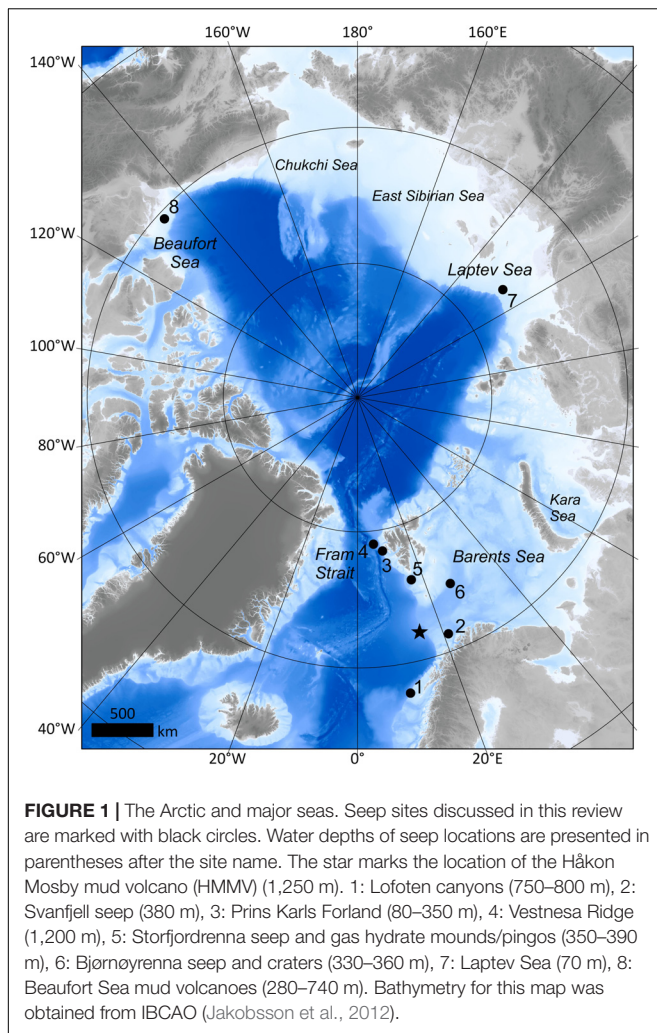 160°W 180° 160°E
140°W 140°E
Chukchi Sea
East Sibirian Sea
8
120°W 120°E
Beaufort
Sea
Laptev Sea
7
100°W 100°E
80°W 80°E
Kara
Sea
4
3
Fram
Strait
5
Barents Sea
6
60°W 60°E
2
1
500
km
40°W 40°E
20°W 0° 20°E
FIGURE 1 | The Arctic and major seas. Seep sites discussed in this review
are marked with black circles. Water depths of seep locations are presented in
parentheses after the site name. The star marks the location of the Håkon
Mosby mud volcano (HMMV) (1,250 m). 1: Lofoten canyons (750–800 m), 2:
Svanfjell seep (380 m), 3: Prins Karls Forland (80–350 m), 4: Vestnesa Ridge
(1,200 m), 5: Storfjordrenna seep and gas hydrate mounds/pingos (350–390
m), 6: Bjørnøyrenna seep and craters (330–360 m), 7: Laptev Sea (70 m), 8:
Beaufort Sea mud volcanoes (280–740 m). Bathymetry for this map was
obtained from IBCAO (Jakobsson et al., 2012).